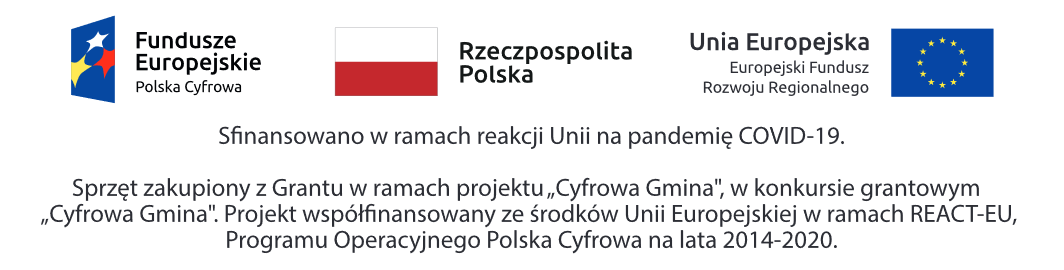 Fundusze
Europejskie
Polska Cyfrowa
Rzeczpospolita
Polska
Unia Europejska
Europejski Fundusz
Rozwoju Regionalnego
Sfinansowano w ramach reakcji Unii na pandemię COVID-19.
Sprzęt zakupiony z Grantu w ramach projektu „Cyfrowa Gmina", w konkursie grantowym
„Cyfrowa Gmina". Projekt współfinansowany ze środków Unii Europejskiej w ramach REACT-EU,
Programu Operacyjnego Polska Cyfrowa na lata 2014-2020.